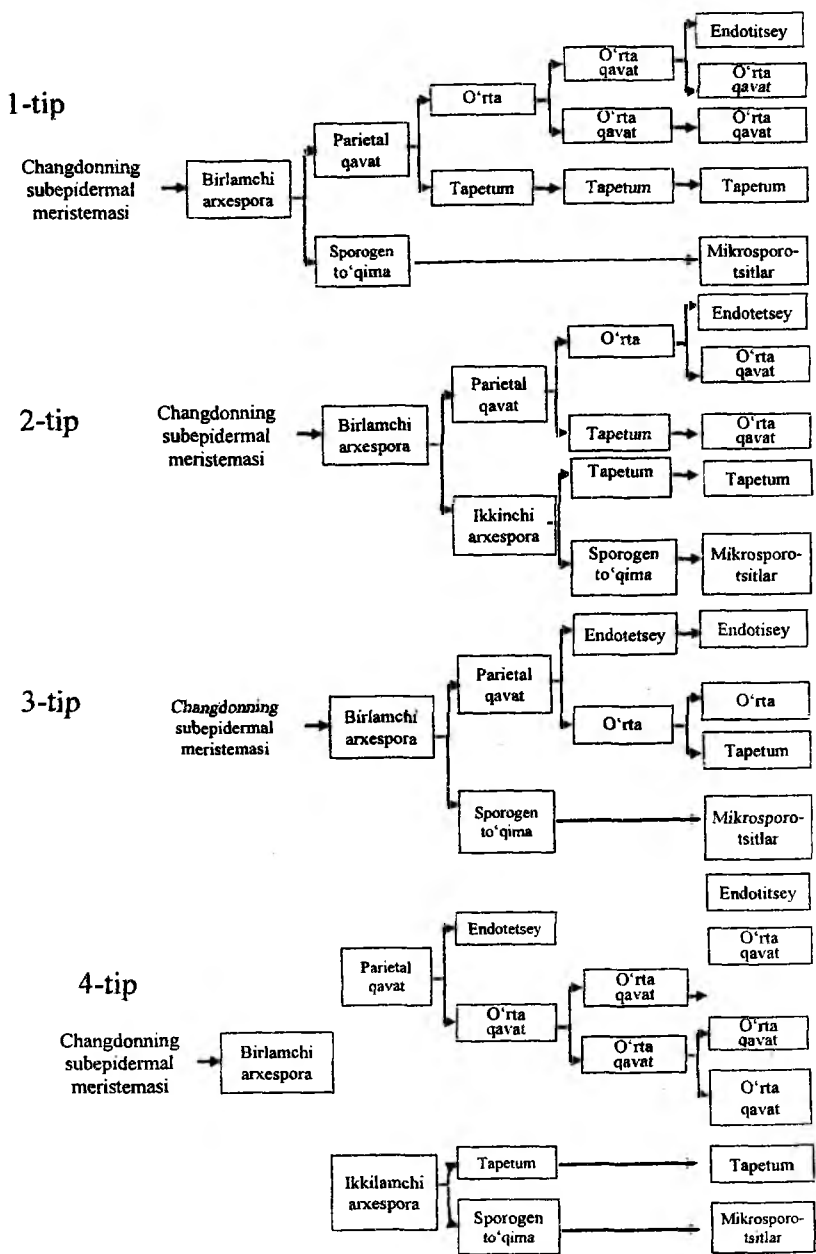 1-tip
Changdonning
subepidermal
meristemasi
Birlamchi
arxespora
Parietal
qavat
Sporogen
to‘qima
O‘rta
Tapetum
O‘rta
qavat
O‘rta
qavat
Tapetum
Endotitsey
O‘rta
qavat
O‘rta
qavat
Tapetum
Mikrosporo-
tsitlar
2-tip
Changdonning
subepidermal
meristemasi
Birlamchi
arxespora
Parietal
qavat
Ikkinchi
arxespora
O‘rta
Tapetum
Tapetum
Sporogen
to‘qima
Endotetsey
O‘rta
qavat
O‘rta
qavat
Tapetum
Mikrosporo-
tsitlar
3-tip
Changdonning
subepidermal
meristemasi
Birlamchi
arxespora
Parietal
qavat
Sporogen
to‘qima
Endotetsey
O‘rta
Endotisey
O‘rta
Tapetum
Mikrosporo-
tsitlar
4-tip
Changdonning
subepidermal
meristemasi
Birlamchi
arxespora
Parietal
qavat
Ikkilamchi
arxespora
Endotetsey
O‘rta
qavat
Tapetum
Sporogen
to‘qima
O‘rta
qavat
O‘rta
qavat
Endotitsey
O‘rta
qavat
O‘rta
qavat
O‘rta
qavat
Tapetum
Mikrosporo-
tsitlar